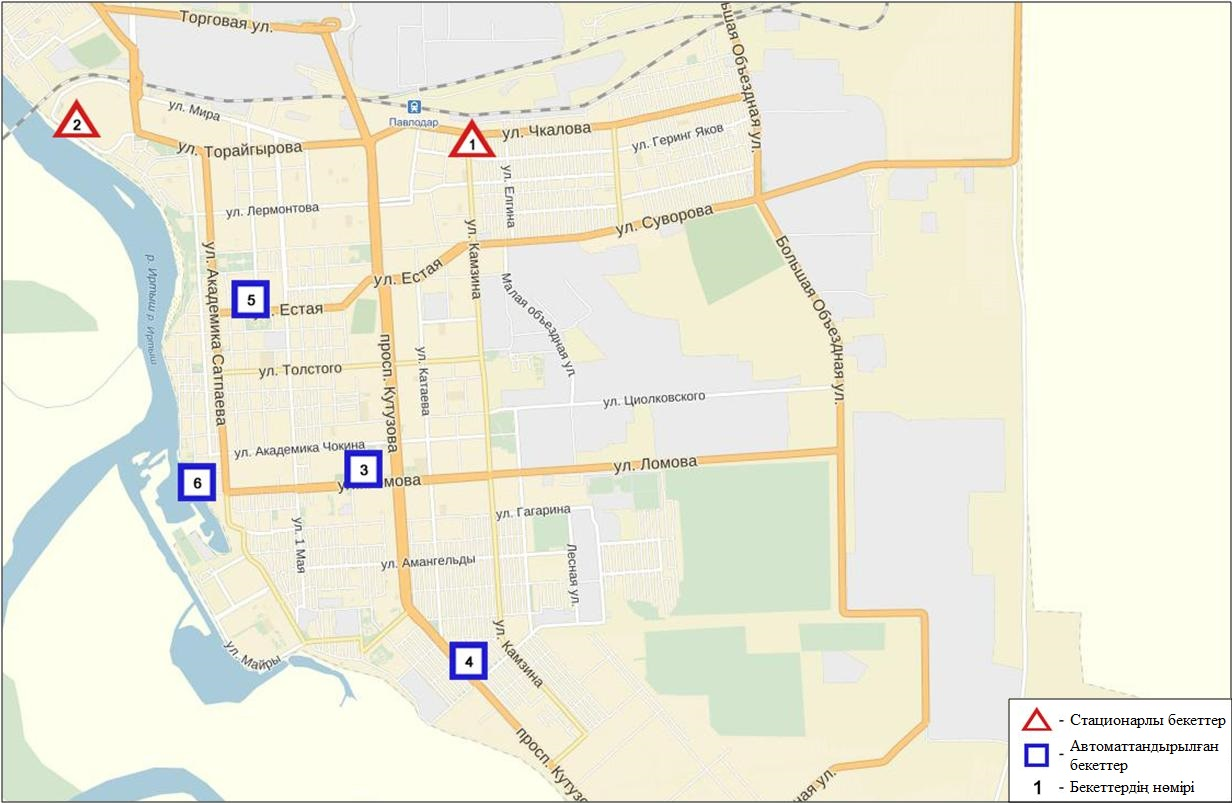 Торговая ул.
ьшая Объездная ул.
ул. Мира
Павлодар
2
1
ул. Чкалова
ул. Геринг Яков
ул. Торайгырова
ул. Елгина
ул. Лермонтова
ул. Суворова
ул. Камзина
ул. Академика Сатпаева
Большая Объездная ул.
р. Иртыш р. Иртыш
ул. Естая
5
. Естая
Малая объездная ул.
просп. Кутузова
ул. Катаева
ул. Толстого
ул. Циолковского
ул. Академика Чокина
3
ул. Ломова
6
мова
ул. Гагарина
ул. 1 Мая
Лесная ул.
ул. Амангельды
ул. Майры
4
ул. Камзина
просп. Кутузо
ная ул.
- Стационарлы бекеттер
- Автоматтандырылған
бекеттер
1 - Бекеттердің нөмірі